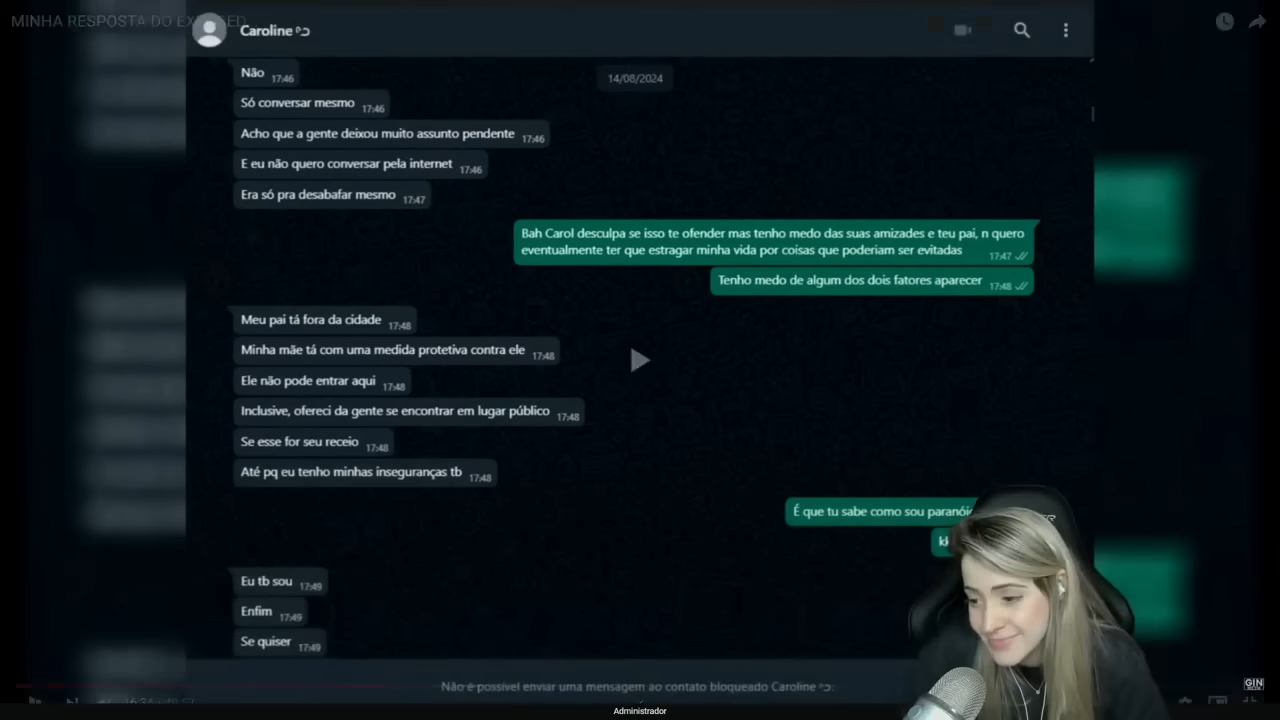 MINHA RESPOSTA DO EXPOSED
Caroline
14/08/2024
Não 17:46
Só conversar mesmo 17:46
Acho que a gente deixou muito assunto pendente 17:46
E eu não quero conversar pela internet 17:46
Era só pra desabafar mesmo 17:47
Bah Carol desculpa se isso te ofender mas tenho medo das suas amizades e teu pai, n quero
eventualmente ter que estragar minha vida por coisas que poderiam ser evitadas 17:47
Tenho medo de algum dos dois fatores aparecer 17:48
Meu pai tá fora da cidade 17:48
Minha mãe tá com uma medida protetiva contra ele 17:48
Ele não pode entrar aqui 17:48
Inclusive, ofereci da gente se encontrar em lugar público 17:48
Se esse for seu receio 17:48
Até pq eu tenho minhas inseguranças tb 17:48
É que tu sabe como sou paranói
Eu tb sou 17:49
Enfim 17:49
Se quiser 17:49
Não é possível enviar uma mensagem ao contato bloqueado Caroline
GIN
Administrador